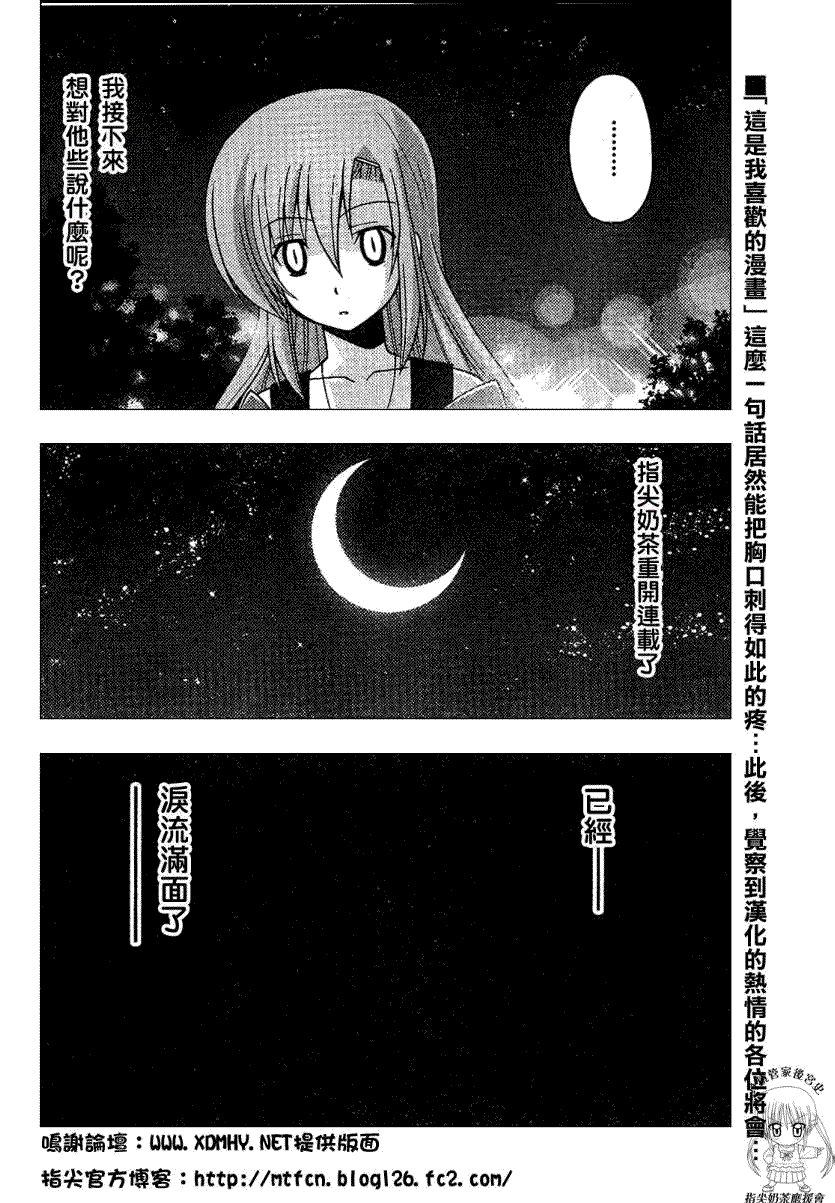 ■「這是我喜歡的漫畫」這麼一句話居然能把胸口刺得如此的疼…此後，覺察到漢化的熱情的各位將會…
………
我接下來
想對他些說什麼呢？
指尖奶茶重開連載了
已經——
淚流滿面了
——
鳴謝論壇：WWW.XDMHY.NET提供版面
指尖官方博客：http://mtfcn.blog126.fc2.com/
管家後宮史
指尖奶茶應援會